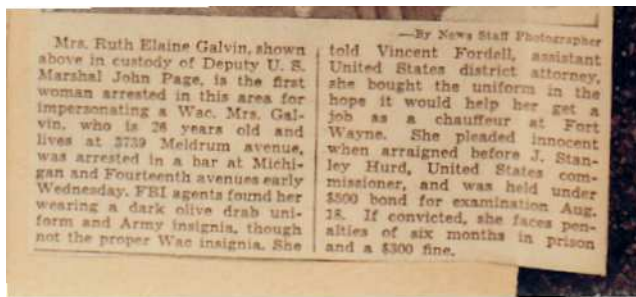 —By News Staff Photographer
Mrs. Ruth Elaine Galvin, shown
above in custody of Deputy U. S.
Marshal John Page, is the first
woman arrested in this area for
impersonating a Wac. Mrs. Gal-
vin, who is 26 years old and
lives at 3739 Meldrum avenue,
was arrested in a bar at Michi-
gan and Fourteenth avenues early
Wednesday. FBI agents found her
wearing a dark olive drab uni-
form and Army insignia, though
not the proper Wac insignia. She
told Vincent Fordell, assistant
United States district attorney,
she bought the uniform in the
hope it would help her get a
job as a chauffeur at Fort
Wayne. She pleaded innocent
when arraigned before J. Stan-
ley Hurd, United States com-
missioner, and was held under
$500 bond for examination Aug.
18. If convicted, she faces pen-
alties of six months in prison
and a $300 fine.